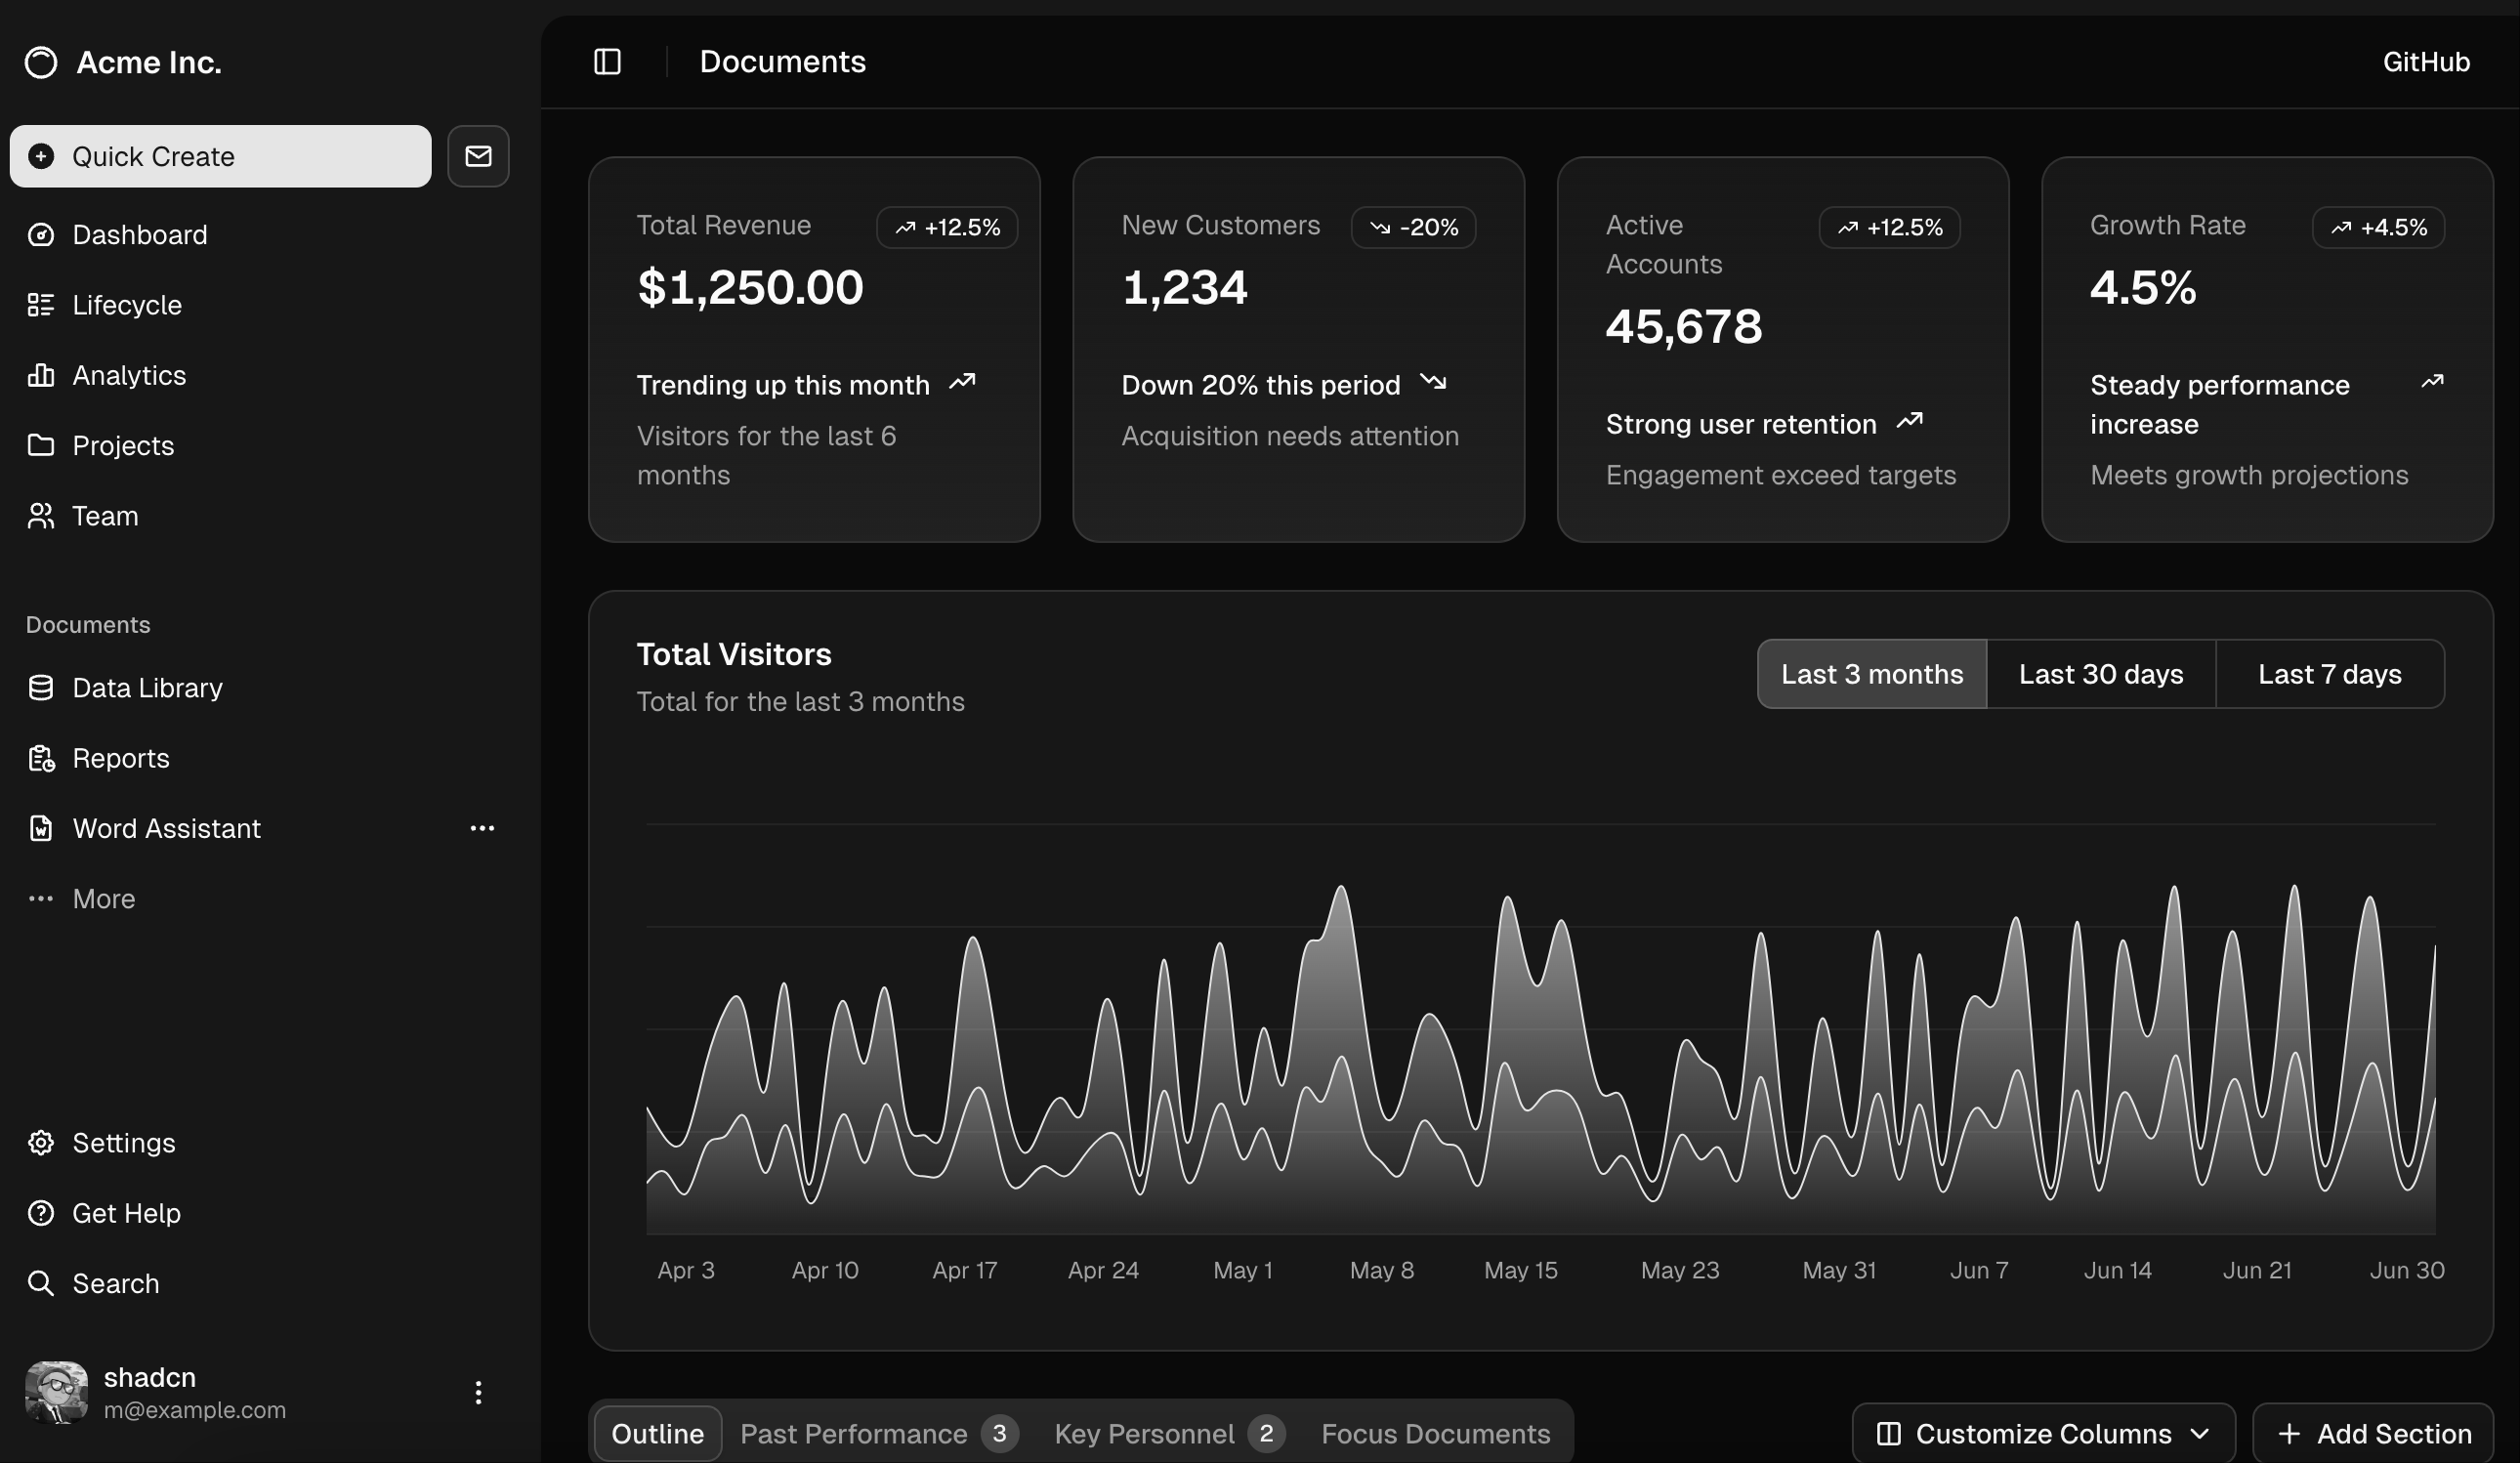 Acme Inc.
Quick Create
Dashboard
Lifecycle
Analytics
Projects
Team
Documents
Data Library
Reports
Word Assistant
More
Settings
Get Help
Search
shadcn
m@example.com
Documents
GitHub
Total Revenue
+12.5%
$1,250.00
Trending up this month
Visitors for the last 6
months
New Customers
-20%
1,234
Down 20% this period
Acquisition needs attention
Active
Accounts
+12.5%
45,678
Strong user retention
Engagement exceed targets
Growth Rate
+4.5%
4.5%
Steady performance
increase
Meets growth projections
Total Visitors
Total for the last 3 months
Last 3 months
Last 30 days
Last 7 days
Apr 3
Apr 10
Apr 17
Apr 24
May 1
May 8
May 15
May 23
May 31
Jun 7
Jun 14
Jun 21
Jun 30
Outline
Past Performance 3
Key Personnel 2
Focus Documents
Customize Columns
Add Section